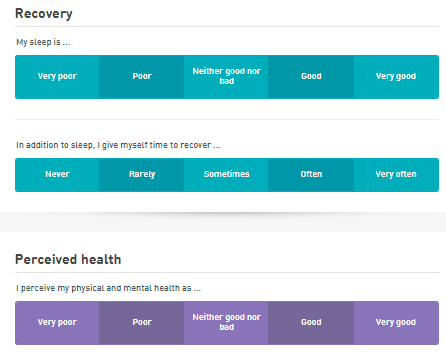 Recovery
My sleep is ...
Very poor Poor Neither good nor bad Good Very good
In addition to sleep, I give myself time to recover ...
Never Rarely Sometimes Often Very often
Perceived health
I perceive my physical and mental health as ...
Very poor Poor Neither good nor bad Good Very good